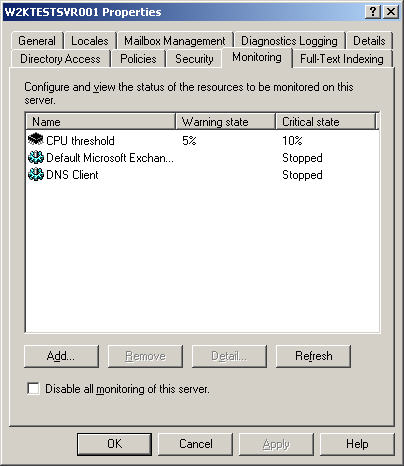 W2KTESTSVR001 Properties
General Locales Mailbox Management Diagnostics Logging Details
Directory Access Policies Security Monitoring Full-Text Indexing
Configure and view the status of the resources to be monitored on this
server.
Name Warning state Critical state
CPU threshold 5% 10%
Default Microsoft Exchan... Stopped
DNS Client Stopped
Add... Remove Detail... Refresh
Disable all monitoring of this server.
OK Cancel Apply Help